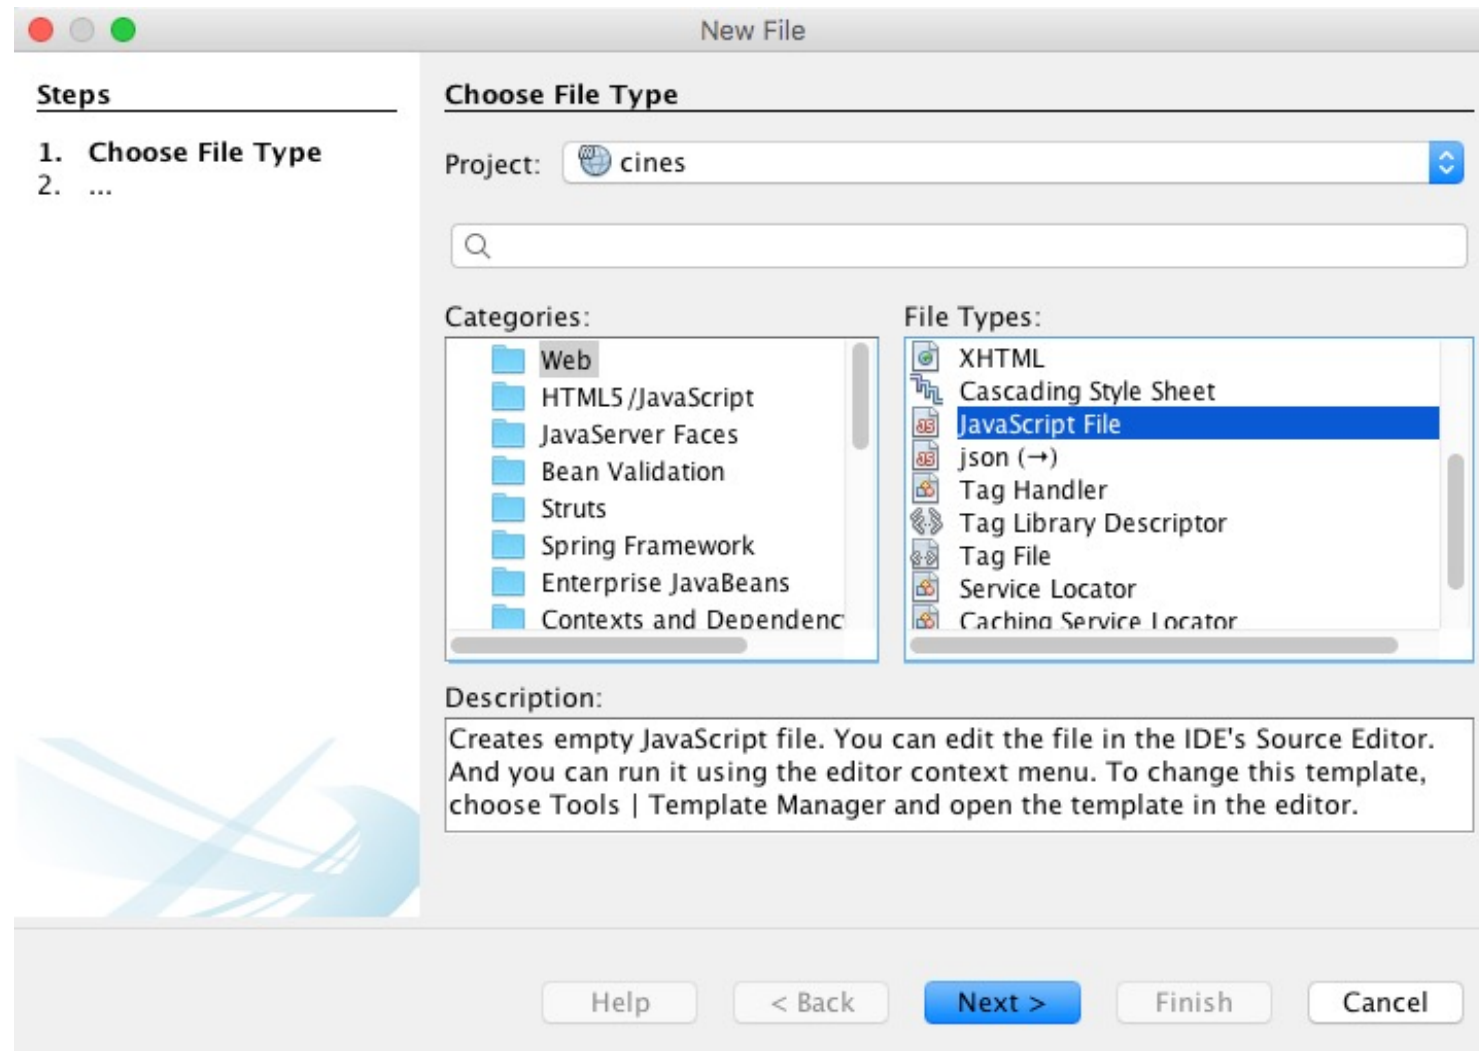 New File
Steps
1. Choose File Type
2. ...
Choose File Type
Project: cines
Categories:
Web
HTML5/JavaScript
JavaServer Faces
Bean Validation
Struts
Spring Framework
Enterprise JavaBeans
Contexts and Dependenc
File Types:
XHTML
Cascading Style Sheet
JavaScript File
json (→)
Tag Handler
Tag Library Descriptor
Tag File
Service Locator
Caching Service Locator
Description:
Creates empty JavaScript file. You can edit the file in the IDE's Source Editor.
And you can run it using the editor context menu. To change this template,
choose Tools | Template Manager and open the template in the editor.
Help < Back Next > Finish Cancel